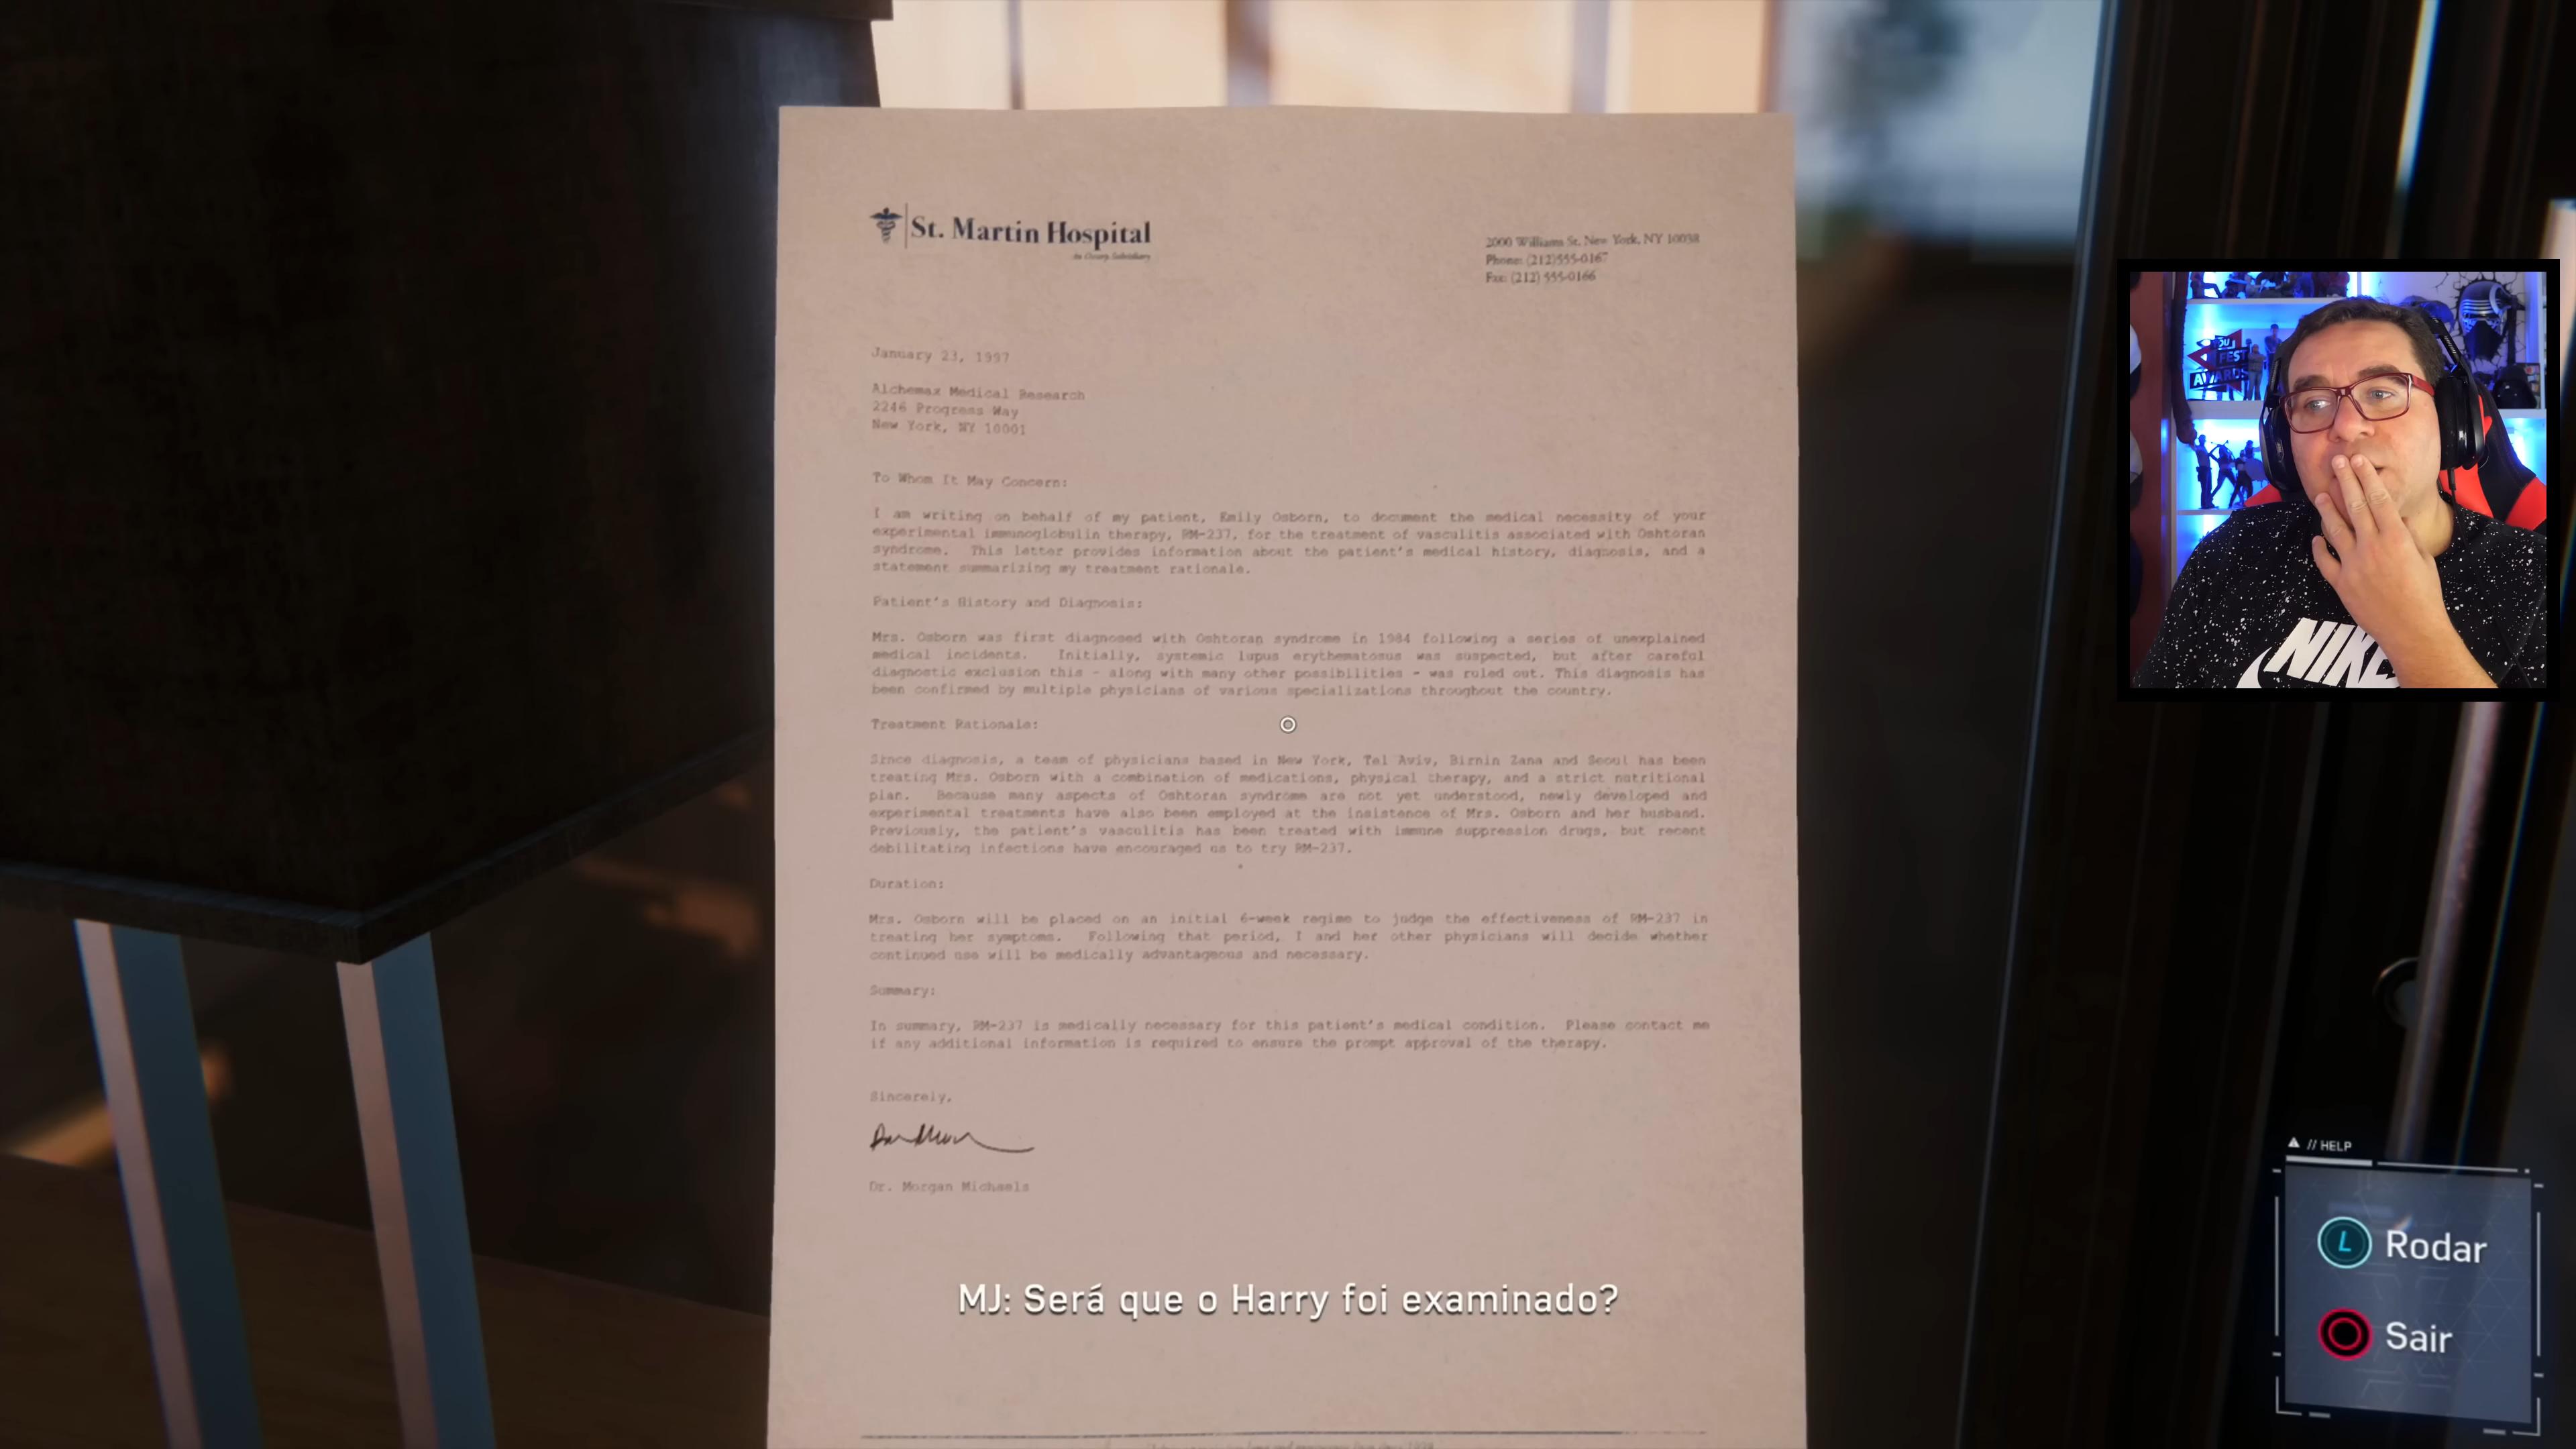 St. Martin Hospital
2000 Williams St. New York, NY 10038
Phone: (212)555-0167
Fax: (212) 555-0166
January 23, 1997
Alchemax Medical Research
2246 Progress Way
New York, NY 10001
To Whom It May Concern:
I am writing on behalf of my patient, Emily Osborn, to document the medical necessity of your
experimental immunoglobulin therapy, RM-237, for the treatment of vasculitis associated with Oshtoran
syndrome. This letter provides information about the patient's medical history, diagnosis, and a
statement summarizing my treatment rationale.
Patient's History and Diagnosis:
Mrs. Osborn was first diagnosed with Oshtoran syndrome in 1984 following a series of unexplained
medical incidents. Initially, systemic lupus erythematosus was suspected, but after careful
diagnostic exclusion this - along with many other possibilities - was ruled out. This diagnosis has
been confirmed by multiple physicians of various specializations throughout the country.
Treatment Rationale:
Since diagnosis, a team of physicians based in New York, Tel Aviv, Birnin Zana and Seoul has been
treating Mrs. Osborn with a combination of medications, physical therapy, and a strict nutritional
plan. Because many aspects of Oshtoran syndrome are not yet understood, newly developed and
experimental treatments have also been employed at the insistence of Mrs. Osborn and her husband.
Previously, the patient's vasculitis has been treated with immune suppression drugs, but recent
debilitating infections have encouraged us to try RM-237.
Duration:
Mrs. Osborn will be placed on an initial 6-week regime to judge the effectiveness of RM-237 in
treating her symptoms. Following that period, I and her other physicians will decide whether
continued use will be medically advantageous and necessary.
Summary:
In summary, RM-237 is medically necessary for this patient's medical condition. Please contact me
if any additional information is required to ensure the prompt approval of the therapy.
Sincerely,
Dr. Morgan Michaels
MJ: Será que o Harry foi examinado?
YOU
FEST
AWARDS
NIKE
// HELP
L Rodar
Sair